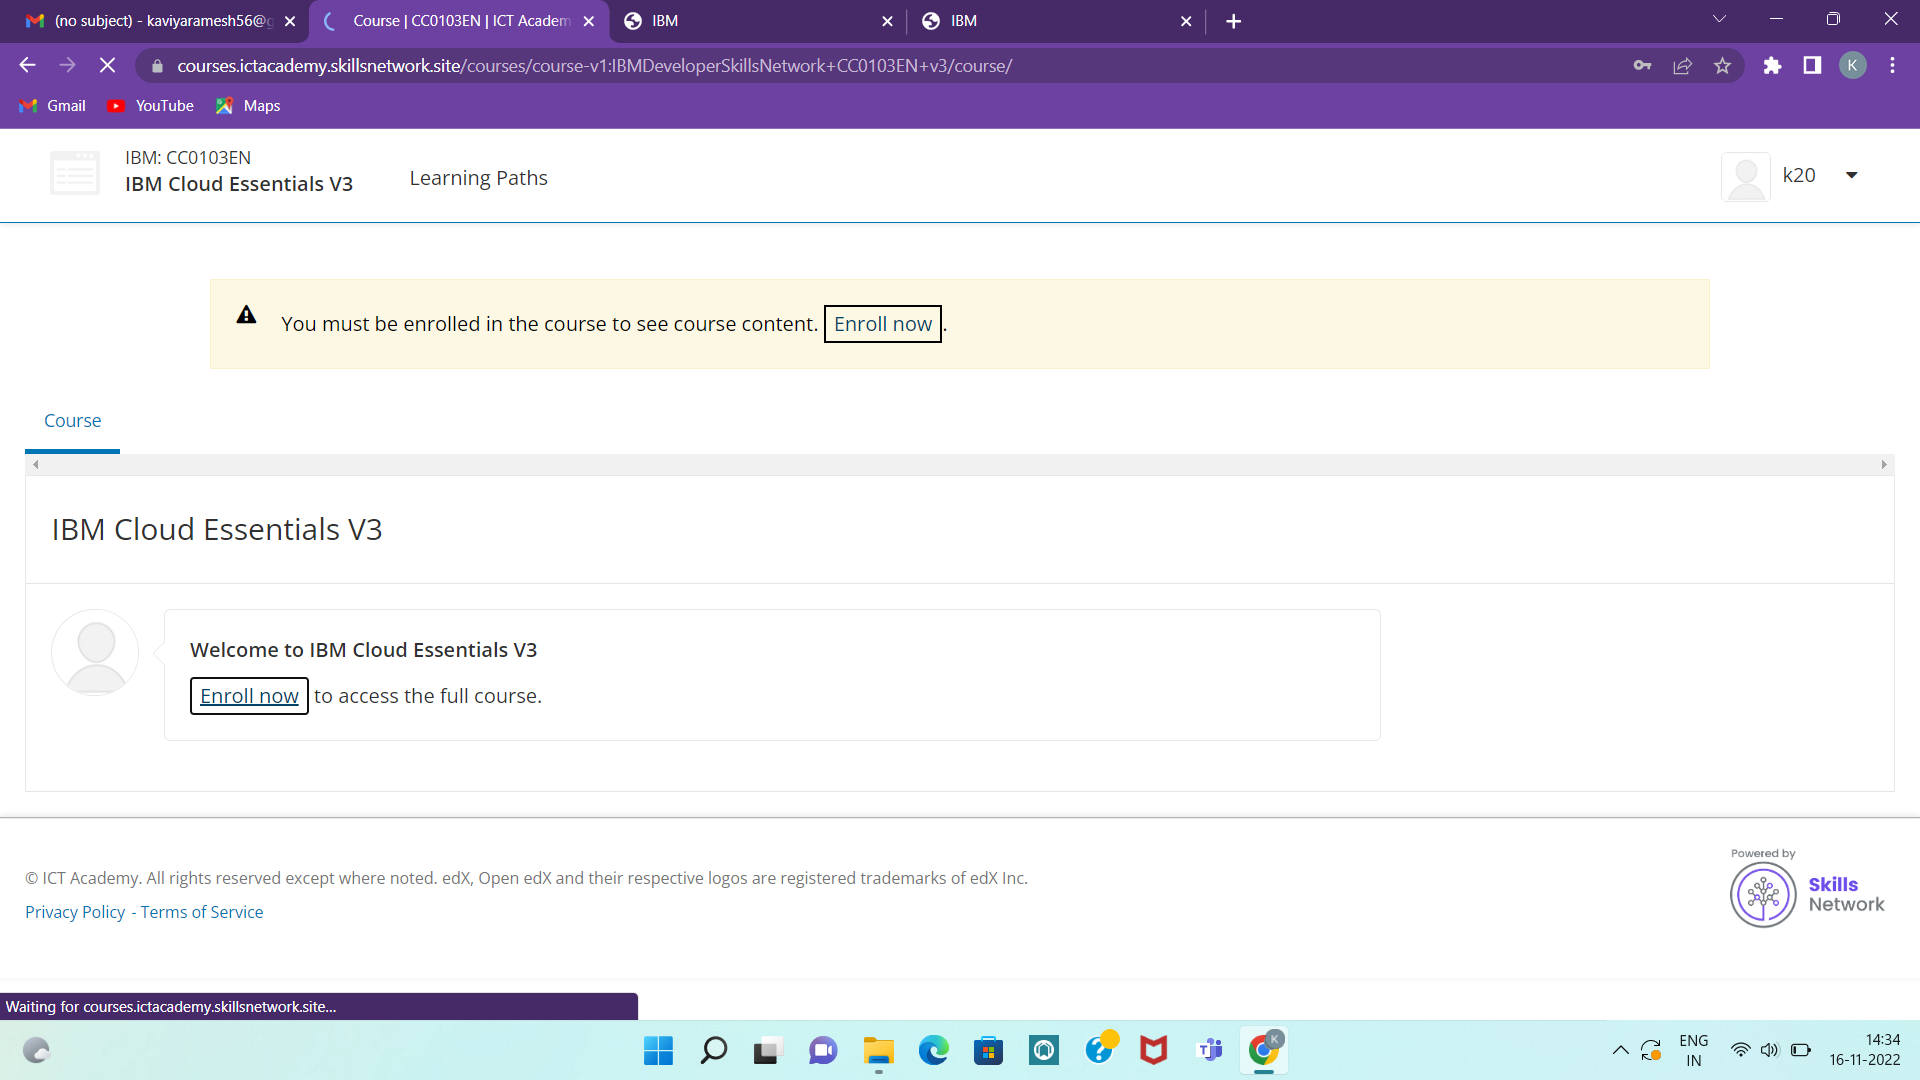 (no subject) - kaviyaramesh56@g
Course | CC0103EN | ICT Academ
IBM
IBM
courses.ictacademy.skillsnetwork.site/courses/course-v1:IBMDeveloperSkillsNetwork+CC0103EN+v3/course/
K
Gmail
YouTube
Maps
IBM: CC0103EN
IBM Cloud Essentials V3
Learning Paths
k20
You must be enrolled in the course to see course content. Enroll now.
Course
IBM Cloud Essentials V3
Welcome to IBM Cloud Essentials V3
Enroll now to access the full course.
© ICT Academy. All rights reserved except where noted. edX, Open edX and their respective logos are registered trademarks of edX Inc.
Privacy Policy - Terms of Service
Powered by
Skills
Network
Waiting for courses.ictacademy.skillsnetwork.site...
K
ENG
IN
14:34
16-11-2022